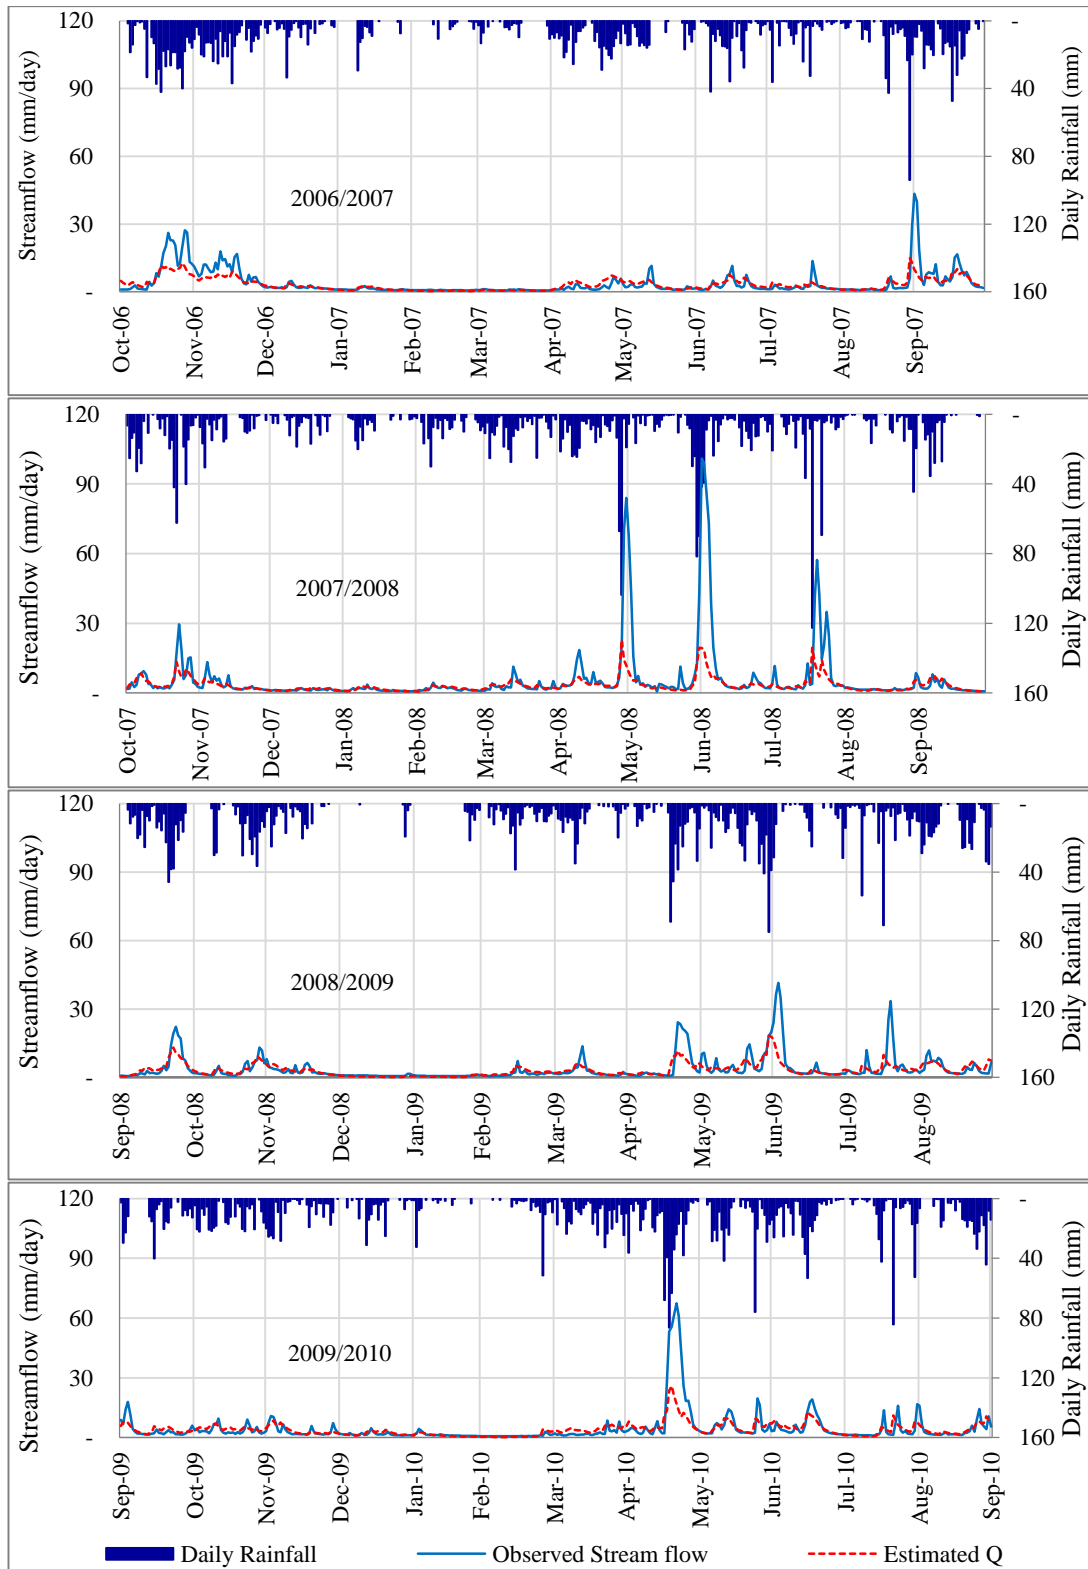 120
90
60
30
-
Streamflow (mm/day)
-
40
80
120
160
Daily Rainfall (mm)
2006/2007
Oct-06
Nov-06
Dec-06
Jan-07
Feb-07
Mar-07
Apr-07
May-07
Jun-07
Jul-07
Aug-07
Sep-07
120
90
60
30
-
Streamflow (mm/day)
-
40
80
120
160
Daily Rainfall (mm)
2007/2008
Oct-07
Nov-07
Dec-07
Jan-08
Feb-08
Mar-08
Apr-08
May-08
Jun-08
Jul-08
Aug-08
Sep-08
120
90
60
30
-
Streamflow (mm/day)
-
40
80
120
160
Daily Rainfall (mm)
2008/2009
Sep-08
Oct-08
Nov-08
Dec-08
Jan-09
Feb-09
Mar-09
Apr-09
May-09
Jun-09
Jul-09
Aug-09
120
90
60
30
-
Streamflow (mm/day)
-
40
80
120
160
Daily Rainfall (mm)
2009/2010
Sep-09
Oct-09
Nov-09
Dec-09
Jan-10
Feb-10
Mar-10
Apr-10
May-10
Jun-10
Jul-10
Aug-10
Sep-10
Daily Rainfall
Observed Stream flow
Estimated Q